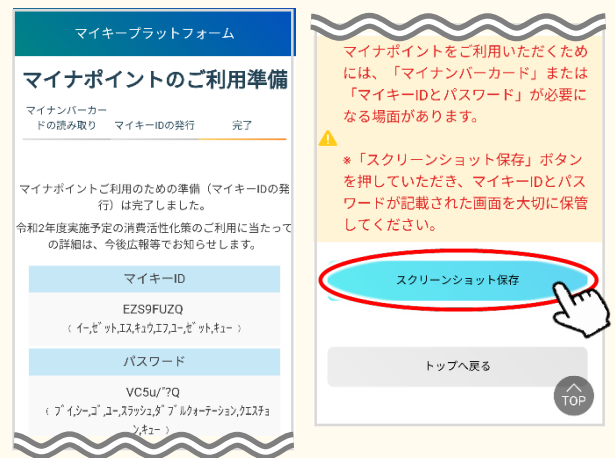 マイキープラットフォーム
マイナポイントのご利用準備
マイナンバーカー
ドの読み取り
マイキーIDの発行
完了
マイナポイントご利用のための準備（マイキーIDの発
行）は完了しました。
令和2年度実施予定の消費活性化策のご利用に当たって
の詳細は、今後広報等でお知らせします。
マイキーID
EZS9FUZQ
（ イー,ゼット,エス,キュウ,エフ,ユー,ゼット,キュー ）
パスワード
VC5u/"?Q
（ ブイ,シー,ゴ,ユー,スラッシュ,ダブルクォーテーション,クエスチョ
ン,キュー ）
マイナポイントをご利用いただくため
には、「マイナンバーカード」または
「マイキーIDとパスワード」が必要に
なる場面があります。
※「スクリーンショット保存」ボタン
を押していただき、マイキーIDとパス
ワードが記載された画面を大切に保管
してください。
スクリーンショット保存
トップへ戻る
TOP